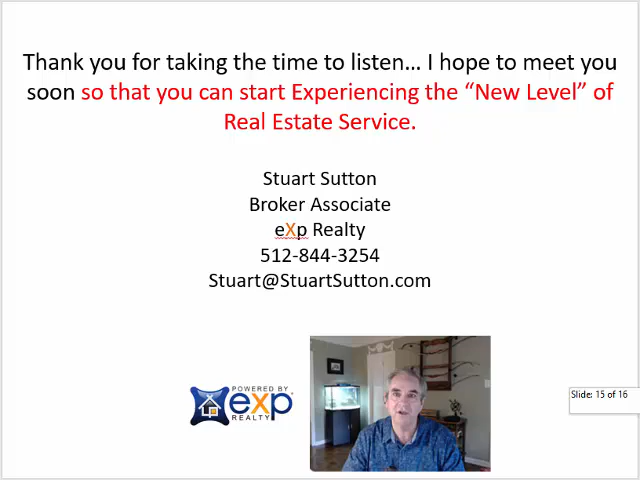 Thank you for taking the time to listen... I hope to meet you
soon so that you can start Experiencing the “New Level” of
Real Estate Service.
Stuart Sutton
Broker Associate
eXp Realty
512-844-3254
Stuart@StuartSutton.com
POWERED BY
exp
REALTY
Slide: 15 of 16